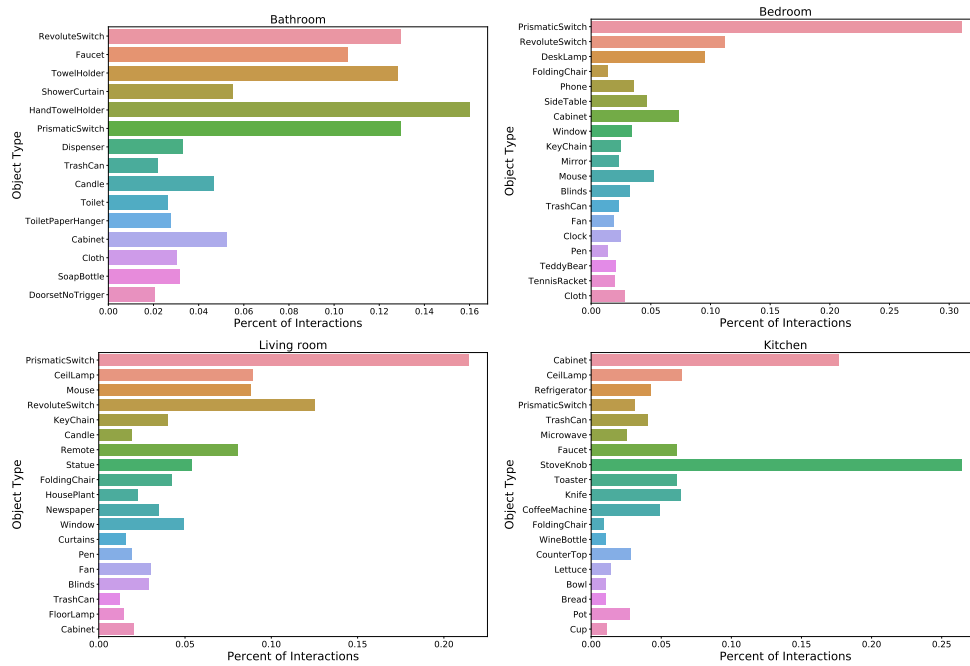 Bathroom
Object Type
RevoluteSwitch
Faucet
TowelHolder
ShowerCurtain
HandTowelHolder
PrismaticSwitch
Dispenser
TrashCan
Candle
Toilet
ToiletPaperHanger
Cabinet
Cloth
SoapBottle
DoorsetNoTrigger
0.00 0.02 0.04 0.06 0.08 0.10 0.12 0.14 0.16
Percent of Interactions
Bedroom
Object Type
PrismaticSwitch
RevoluteSwitch
DeskLamp
FoldingChair
Phone
SideTable
Cabinet
Window
KeyChain
Mirror
Mouse
Blinds
TrashCan
Fan
Clock
Pen
TeddyBear
TennisRacket
Cloth
0.00 0.05 0.10 0.15 0.20 0.25 0.30
Percent of Interactions
Living room
Object Type
PrismaticSwitch
CeilLamp
Mouse
RevoluteSwitch
KeyChain
Candle
Remote
Statue
FoldingChair
HousePlant
Newspaper
Window
Curtains
Pen
Fan
Blinds
TrashCan
FloorLamp
Cabinet
0.00 0.05 0.10 0.15 0.20
Percent of Interactions
Kitchen
Object Type
Cabinet
CeilLamp
Refrigerator
PrismaticSwitch
TrashCan
Microwave
Faucet
StoveKnob
Toaster
Knife
CoffeeMachine
FoldingChair
WineBottle
CounterTop
Lettuce
Bowl
Bread
Pot
Cup
0.00 0.05 0.10 0.15 0.20 0.25
Percent of Interactions